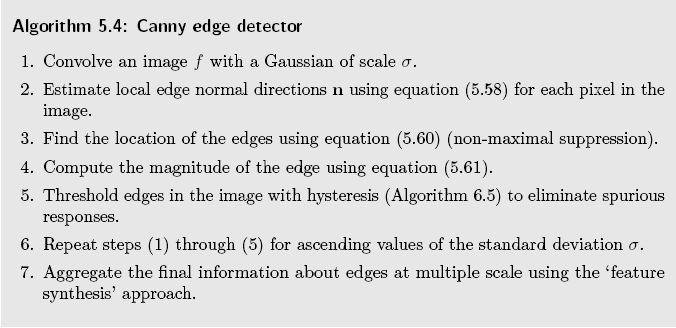 Algorithm 5.4: Canny edge detector
1. Convolve an image f with a Gaussian of scale σ.
2. Estimate local edge normal directions n using equation (5.58) for each pixel in the
image.
3. Find the location of the edges using equation (5.60) (non-maximal suppression).
4. Compute the magnitude of the edge using equation (5.61).
5. Threshold edges in the image with hysteresis (Algorithm 6.5) to eliminate spurious
responses.
6. Repeat steps (1) through (5) for ascending values of the standard deviation σ.
7. Aggregate the final information about edges at multiple scale using the ‘feature
synthesis’ approach.